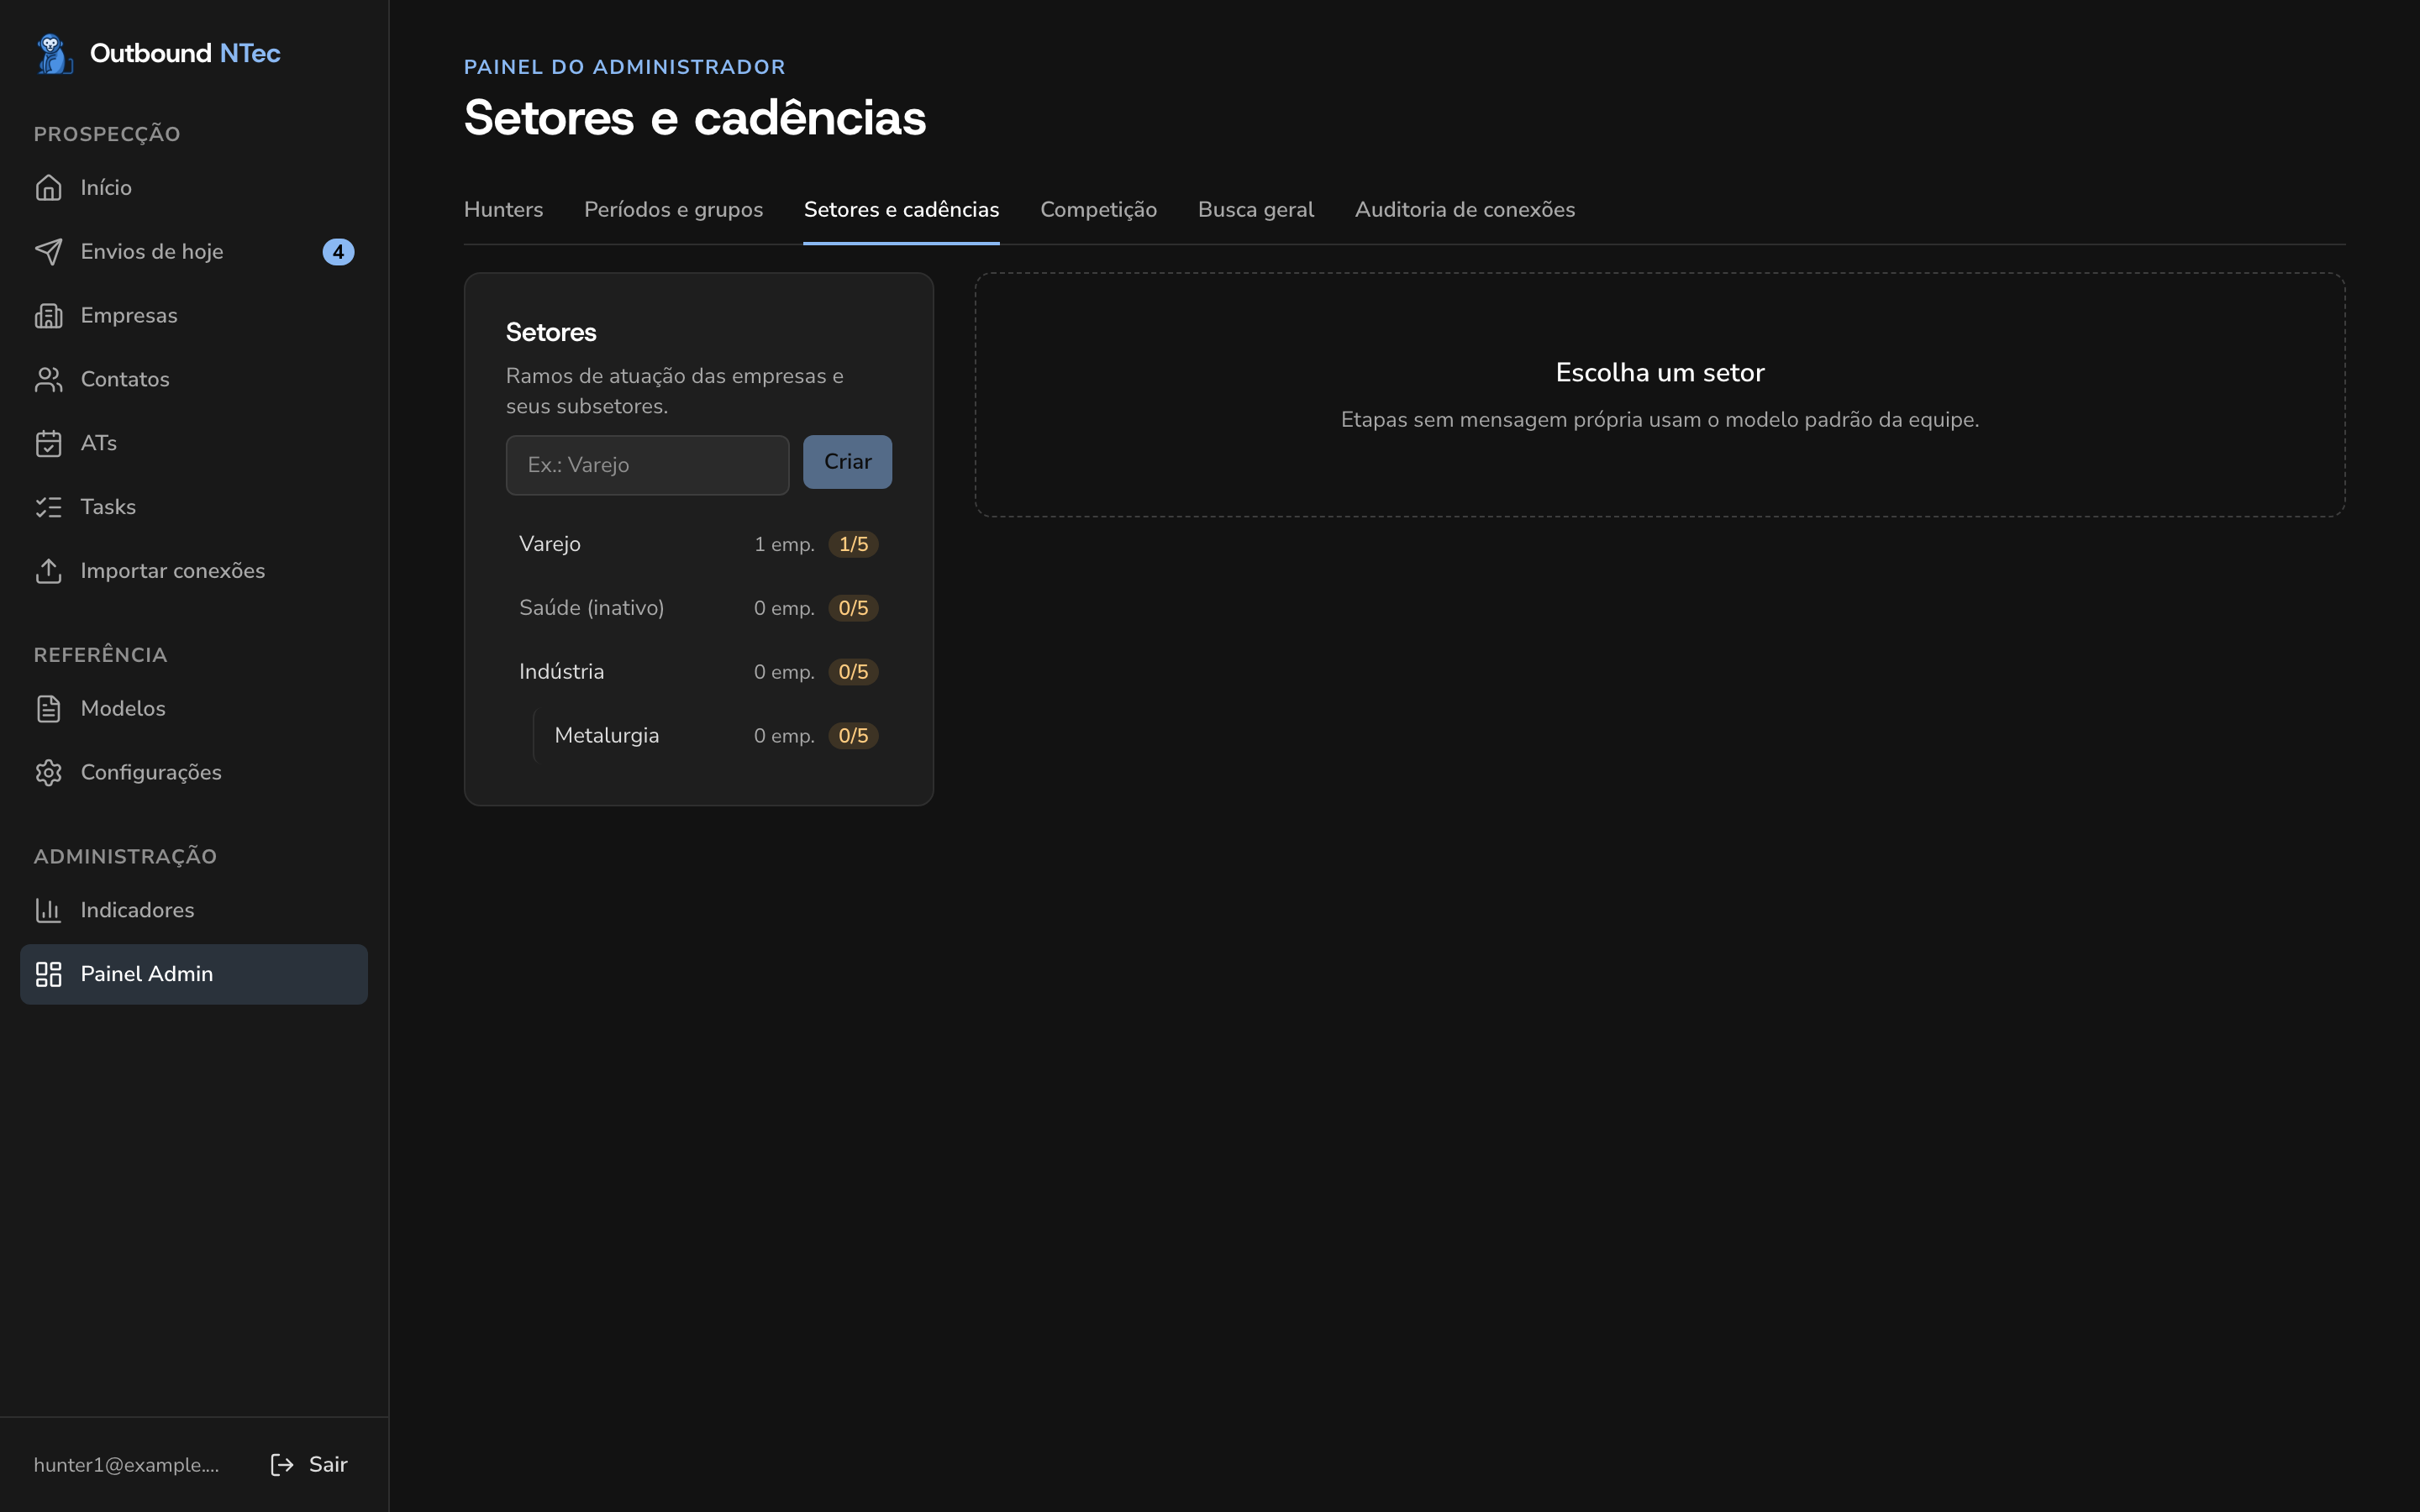 Outbound NTec
PROSPECÇÃO
Início
Envios de hoje 4
Empresas
Contatos
ATs
Tasks
Importar conexões
REFERÊNCIA
Modelos
Configurações
ADMINISTRAÇÃO
Indicadores
Painel Admin
hunter1@example.... Sair
PAINEL DO ADMINISTRADOR
Setores e cadências
Hunters Períodos e grupos Setores e cadências Competição Busca geral Auditoria de conexões
Setores
Ramos de atuação das empresas e
seus subsetores.
Ex.: Varejo Criar
Varejo 1 emp. 1/5
Saúde (inativo) 0 emp. 0/5
Indústria 0 emp. 0/5
Metalurgia 0 emp. 0/5
Escolha um setor
Etapas sem mensagem própria usam o modelo padrão da equipe.